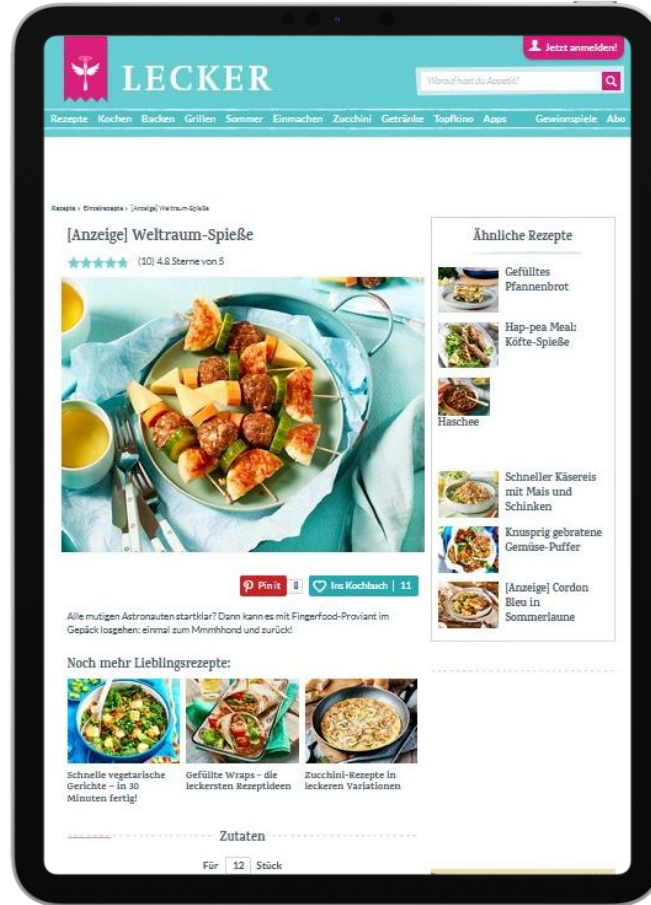 Jetzt anmelden!
LECKER
Worauf hast du Appetit?
Rezepte Kochen Backen Grillen Sommer Einmachen Zucchini Getränke Topfkino Apps Gewinnspiele Abo
Rezepte > Einzelrezepte > [Anzeige] Weltraum-Spieße
[Anzeige] Weltraum-Spieße
(10) 4.8 Sterne von 5
Pin it 8 Ins Kochbuch | 11
Alle mutigen Astronauten startklar? Dann kann es mit Fingerfood-Proviant im
Gepäck losgehen: einmal zum Mmmhhond und zurück!
Noch mehr Lieblingsrezepte:
Schnelle vegetarische
Gerichte – in 30
Minuten fertig!
Gefüllte Wraps – die
leckersten Rezeptideen
Zucchini-Rezepte in
leckeren Variationen
Zutaten
Für 12 Stück
Ähnliche Rezepte
Gefülltes
Pfannenbrot
Hap-pea Meal:
Köfte-Spieße
Haschee
Schneller Käsereis
mit Mais und
Schinken
Knusprig gebratene
Gemüse-Puffer
[Anzeige] Cordon
Bleu in
Sommerlaune